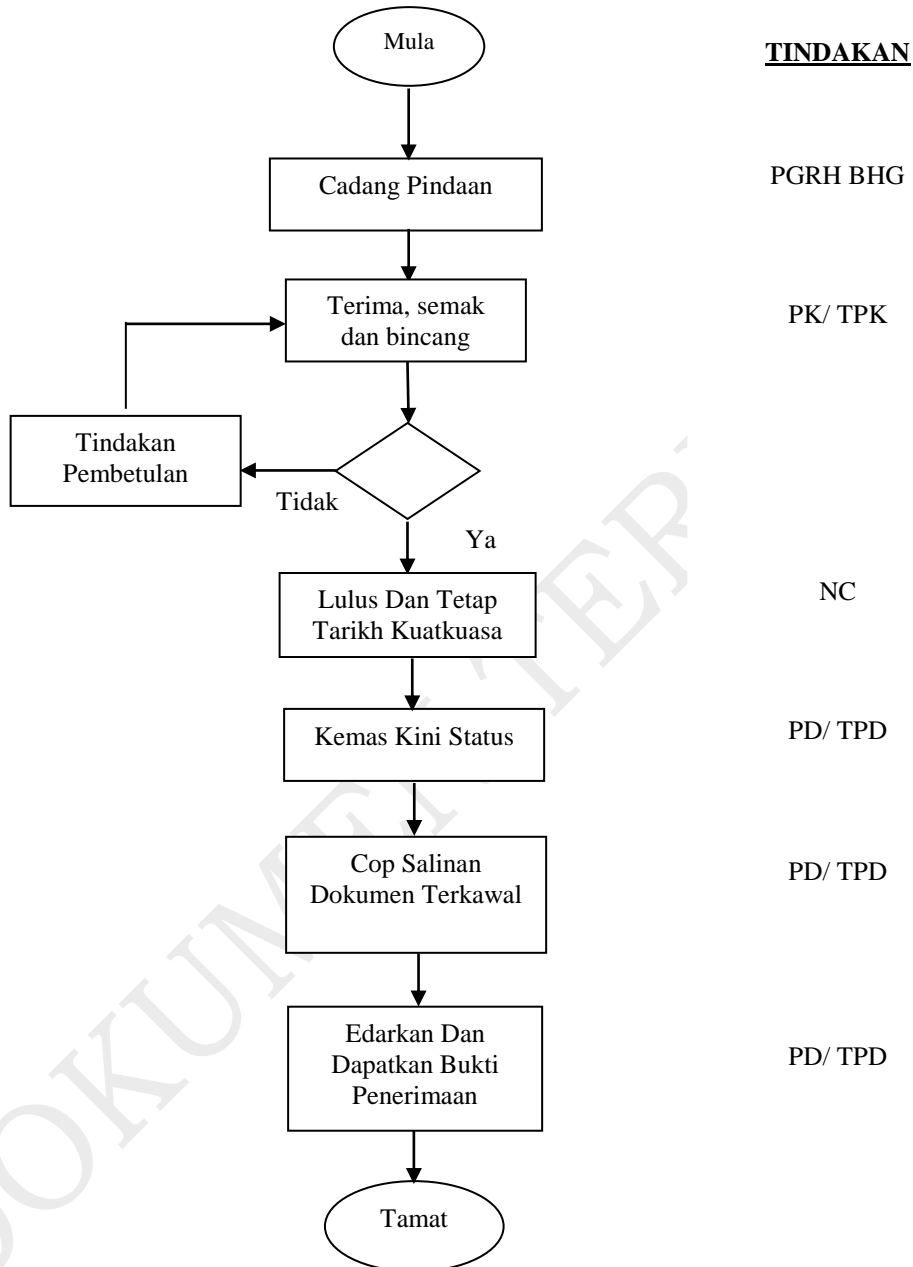 Mula
TINDAKAN
Cadang Pindaan
PGRH BHG
Terima, semak
dan bincang
PK/ TPK
Tindakan
Pembetulan
Tidak
Ya
Lulus Dan Tetap
Tarikh Kuatkuasa
NC
Kemas Kini Status
PD/ TPD
Cop Salinan
Dokumen Terkawal
PD/ TPD
Edarkan Dan
Dapatkan Bukti
Penerimaan
PD/ TPD
Tamat